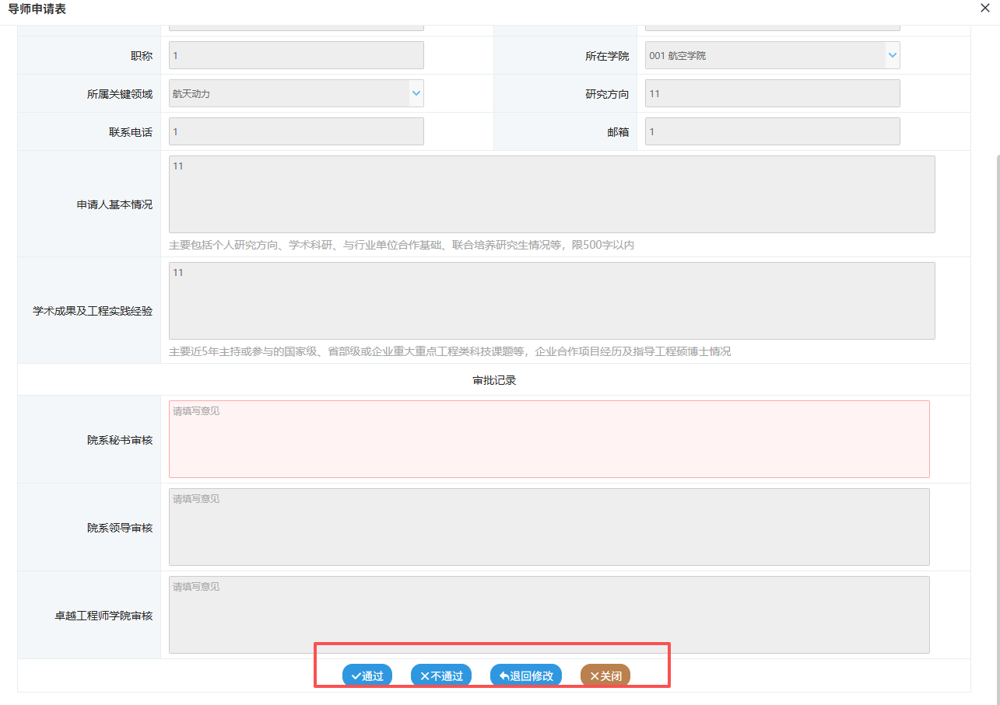 导师申请表
职称 1 所在学院 001 航空学院
所属关键领域 航天动力 研究方向 11
联系电话 1 邮箱 1
申请人基本情况 11
主要包括个人研究方向、学术科研、与行业单位合作基础、联合培养研究生情况等，限500字以内
学术成果及工程实践经验 11
主要近5年主持或参与的国家级、省部级或企业重大重点工程类科技课题等，企业合作项目经历及指导工程硕博士情况
审批记录
院系秘书审核 请填写意见
院系领导审核 请填写意见
卓越工程师学院审核 请填写意见
通过 不通过 退回修改 关闭